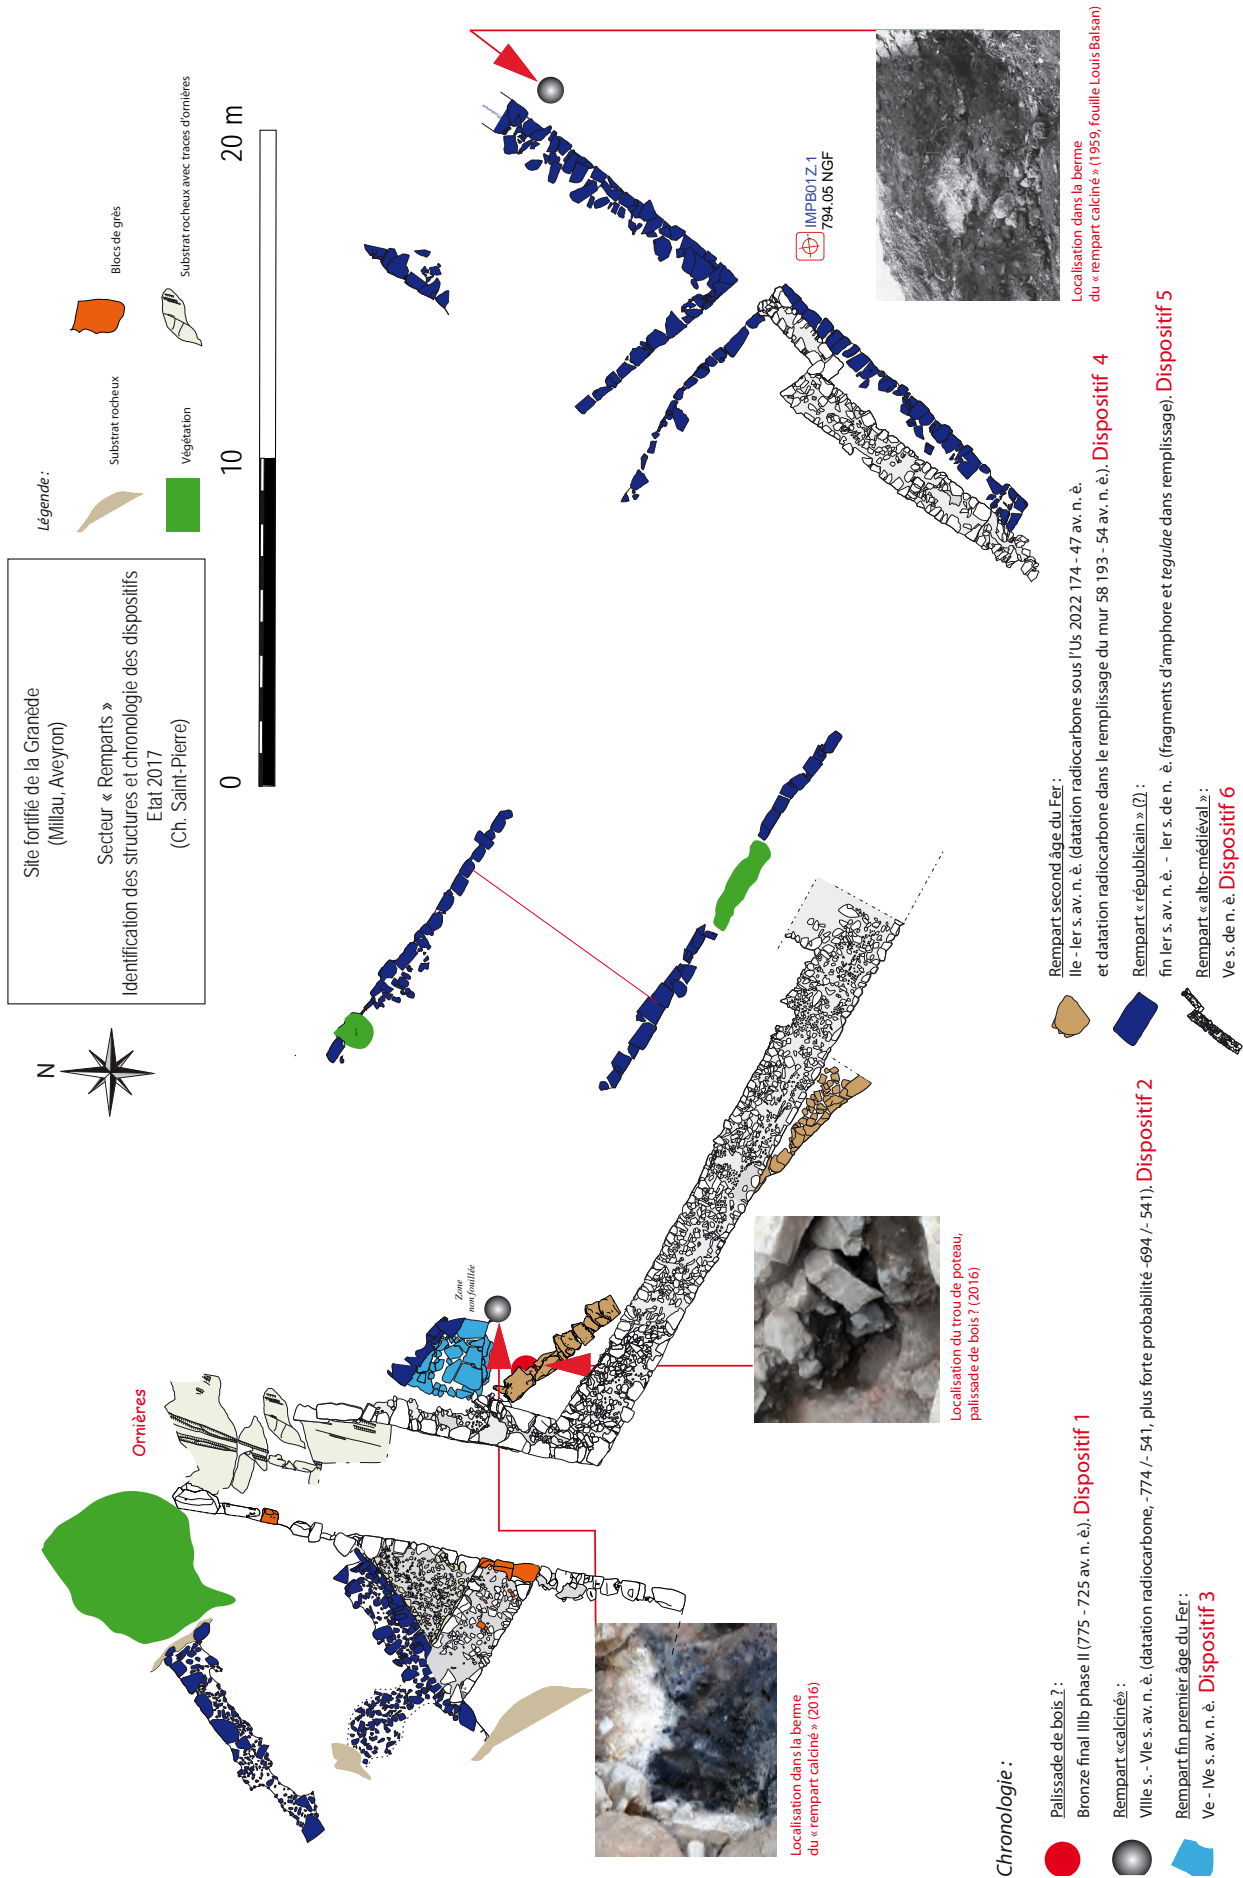 Site fortifié de la Granède
(Millau, Aveyron)
Secteur « Remparts »
Identification des structures et chronologie des dispositifs
Etat 2017
(Ch. Saint-Pierre)
N
Légende :
Substrat rocheux
Blocs de grès
Végétation
Substrat rocheux avec traces d'ornières
0
10
20 m
Ornières
Zone
non fouillée
IMPB01Z.1
794.05 NGF
Localisation dans la berme
du « rempart calciné » (2016)
Localisation du trou de poteau,
palissade de bois ? (2016)
Localisation dans la berme
du « rempart calciné » (1959, fouille Louis Balsan)
Chronologie :
Palissade de bois ? :
Bronze final IIIb phase II (775 - 725 av. n. è.). Dispositif 1
Rempart «calciné» :
VIIIe s. - VIe s. av. n. è. (datation radiocarbone, -774 /- 541, plus forte probabilité -694 /- 541). Dispositif 2
Rempart fin premier âge du Fer :
Ve - IVe s. av. n. è. Dispositif 3
Rempart second âge du Fer :
IIe - Ier s. av. n. è. (datation radiocarbone sous l'Us 2022 174 - 47 av. n. è.
et datation radiocarbone dans le remplissage du mur 58 193 - 54 av. n. è.). Dispositif 4
Rempart « républicain » (?) :
fin Ier s. av. n. è. - Ier s. de n. è. (fragments d'amphore et tegulae dans remplissage). Dispositif 5
Rempart « alto-médiéval » :
Ve s. de n. è. Dispositif 6